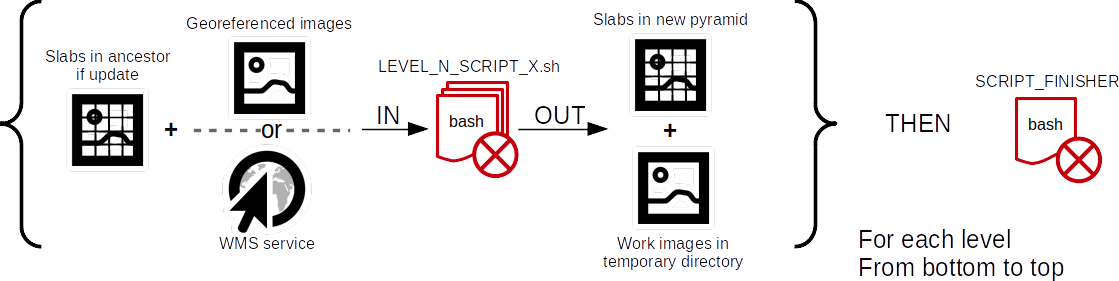 Slabs in ancestor
if update
+
Georeferenced images
or
WMS service
IN
LEVEL_N_SCRIPT_X.sh
bash
OUT
Slabs in new pyramid
+
Work images in
temporary directory
THEN
SCRIPT_FINISHER
bash
For each level
From bottom to top